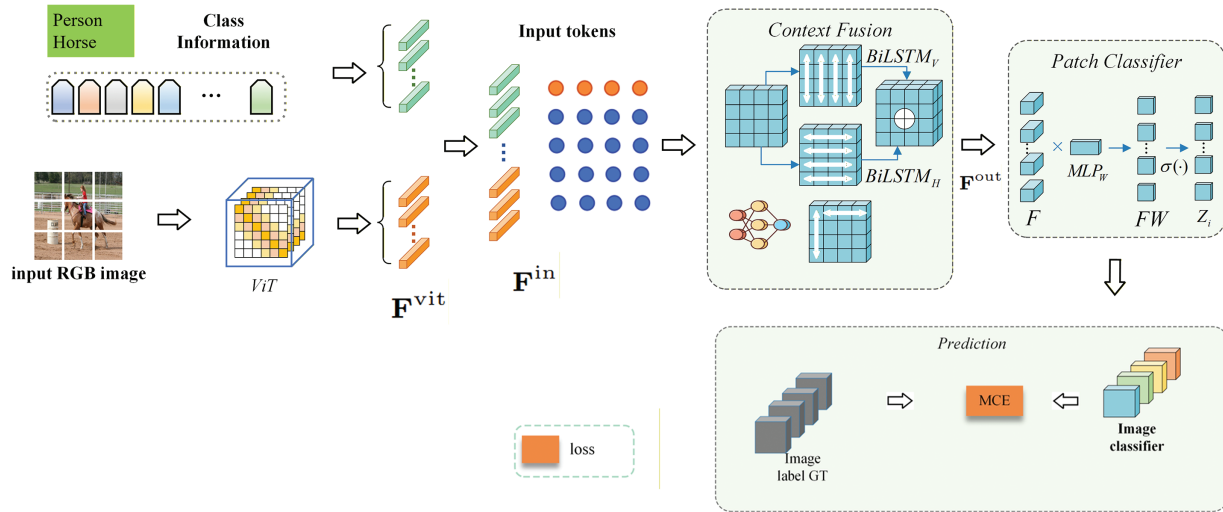 Person
Horse
Class
Information
...
input RGB image
ViT
F^vit
Input tokens
F^in
Context Fusion
BiLSTM_V
BiLSTM_H
F^out
Patch Classifier
×
MLP_W
σ(·)
F
FW
Z_i
Prediction
Image
label GT
MCE
Image
classifier
loss